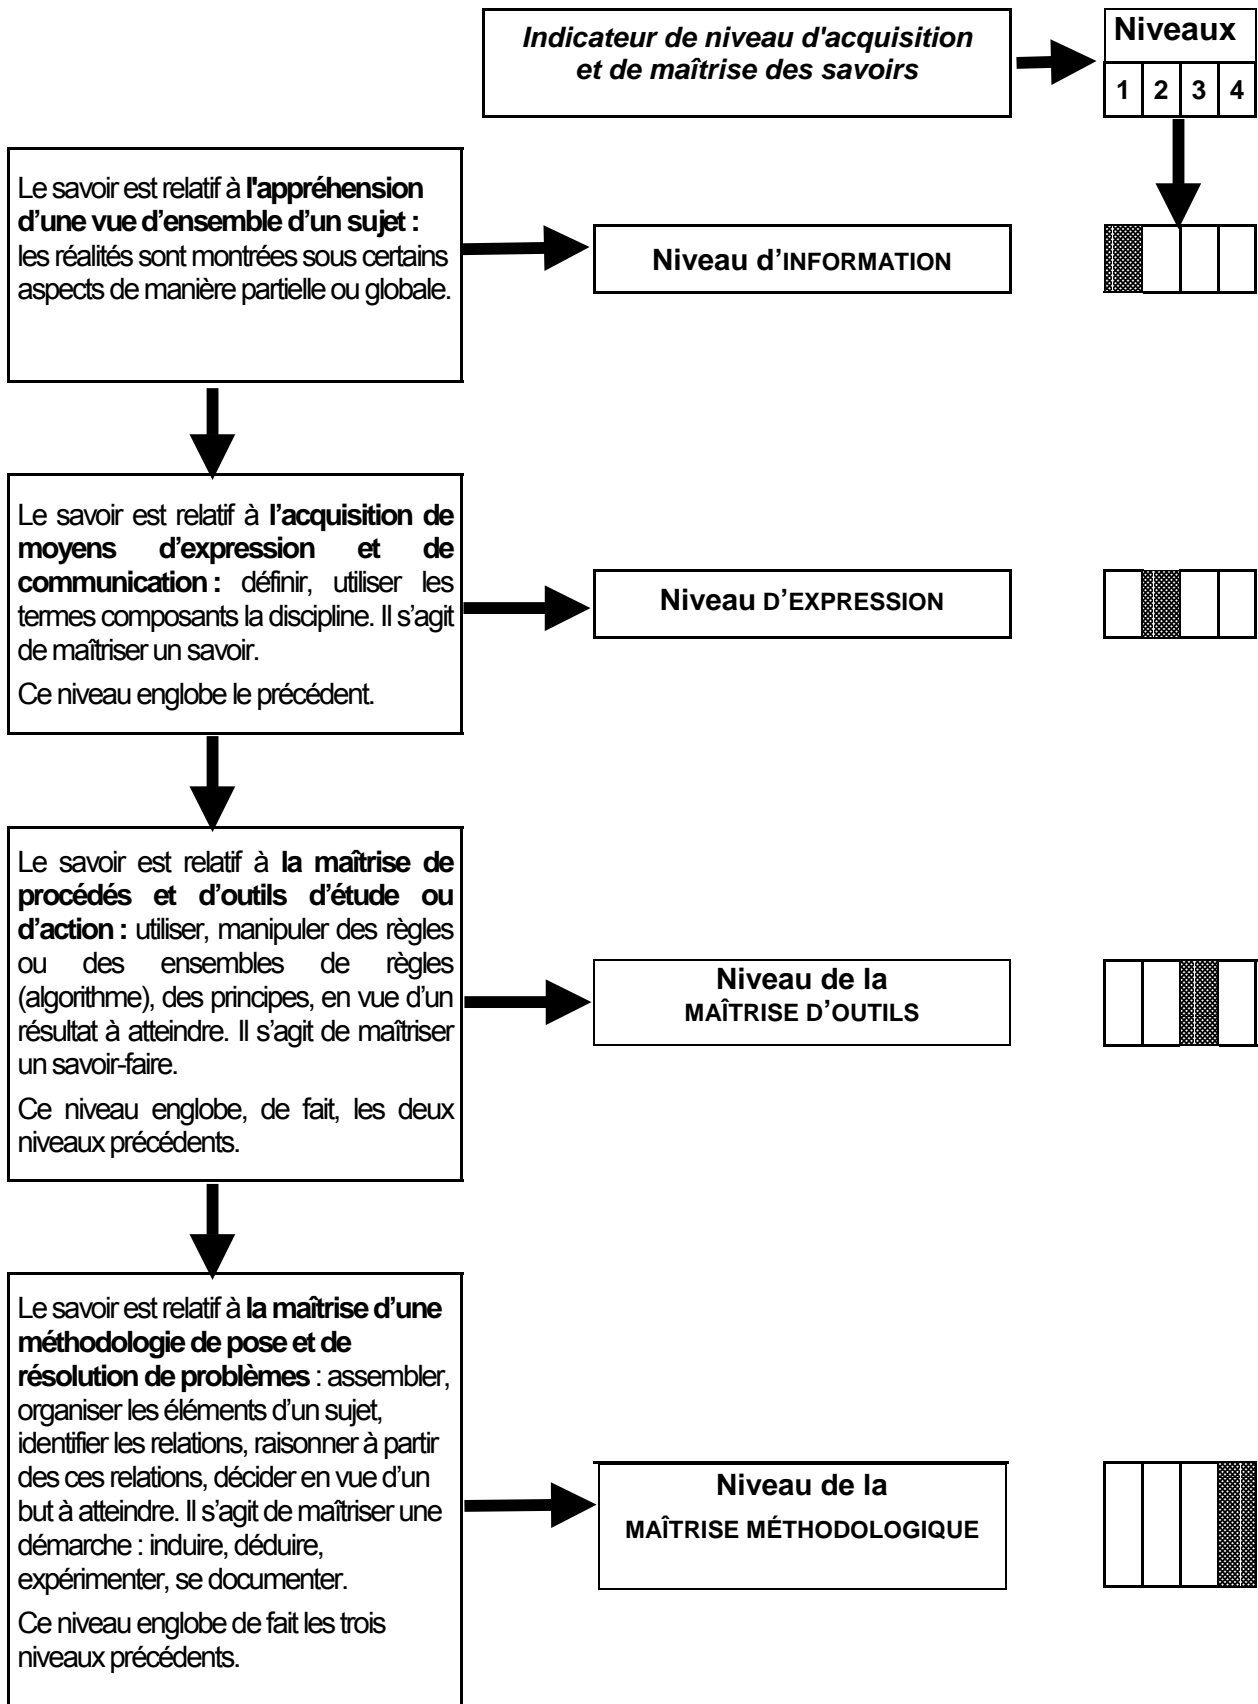 Indicateur de niveau d'acquisition
et de maîtrise des savoirs
Niveaux
1 2 3 4
Le savoir est relatif à l'appréhension
d’une vue d’ensemble d’un sujet :
les réalités sont montrées sous certains
aspects de manière partielle ou globale.
Niveau d’INFORMATION
Le savoir est relatif à l’acquisition de
moyens d’expression et de
communication : définir, utiliser les
termes composants la discipline. Il s’agit
de maîtriser un savoir.
Ce niveau englobe le précédent.
Niveau D’EXPRESSION
Le savoir est relatif à la maîtrise de
procédés et d’outils d’étude ou
d’action : utiliser, manipuler des règles
ou des ensembles de règles
(algorithme), des principes, en vue d’un
résultat à atteindre. Il s’agit de maîtriser
un savoir-faire.
Ce niveau englobe, de fait, les deux
niveaux précédents.
Niveau de la
MAÎTRISE D’OUTILS
Le savoir est relatif à la maîtrise d’une
méthodologie de pose et de
résolution de problèmes : assembler,
organiser les éléments d’un sujet,
identifier les relations, raisonner à partir
des ces relations, décider en vue d’un
but à atteindre. Il s’agit de maîtriser une
démarche : induire, déduire,
expérimenter, se documenter.
Ce niveau englobe de fait les trois
niveaux précédents.
Niveau de la
MAÎTRISE MÉTHODOLOGIQUE